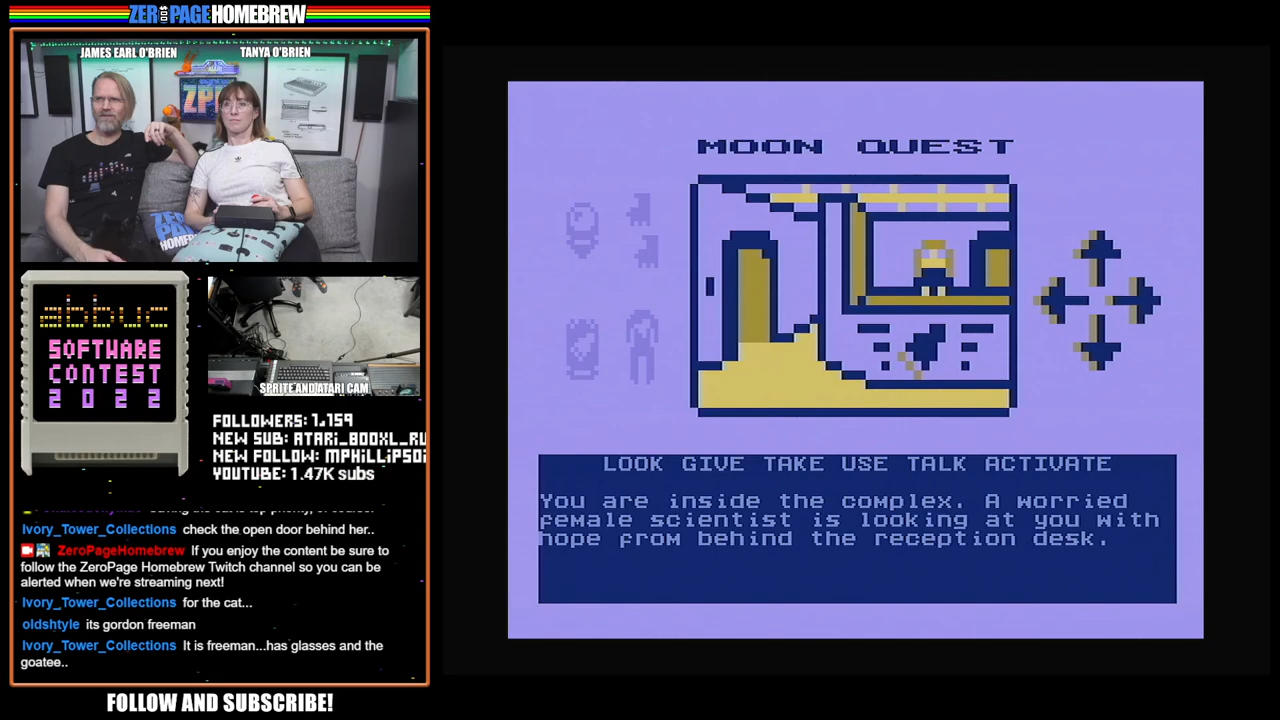 ZEROPAGE HOMEBREW
JAMES EARL O'BRIEN
TANYA O'BRIEN
ZPH
ZERO
PAGE
HOMEBREW
abbuc
SOFTWARE
CONTEST
2022
SPRITE AND ATARI CAM
FOLLOWERS: 1,159
NEW SUB: ATARI_800XL_RU
NEW FOLLOW: MPHILLIPSO
YOUTUBE: 1.47K subs
Ivory_Tower_Collections check the open door behind her..
ZeroPageHomebrew If you enjoy the content be sure to
follow the ZeroPage Homebrew Twitch channel so you can be
alerted when we're streaming next!
Ivory_Tower_Collections for the cat...
oldshtyle its gordon freeman
Ivory_Tower_Collections It is freeman...has glasses and the
goatee..
FOLLOW AND SUBSCRIBE!
MOON QUEST
LOOK GIVE TAKE USE TALK ACTIVATE
You are inside the complex. A worried
female scientist is looking at you with
hope from behind the reception desk.